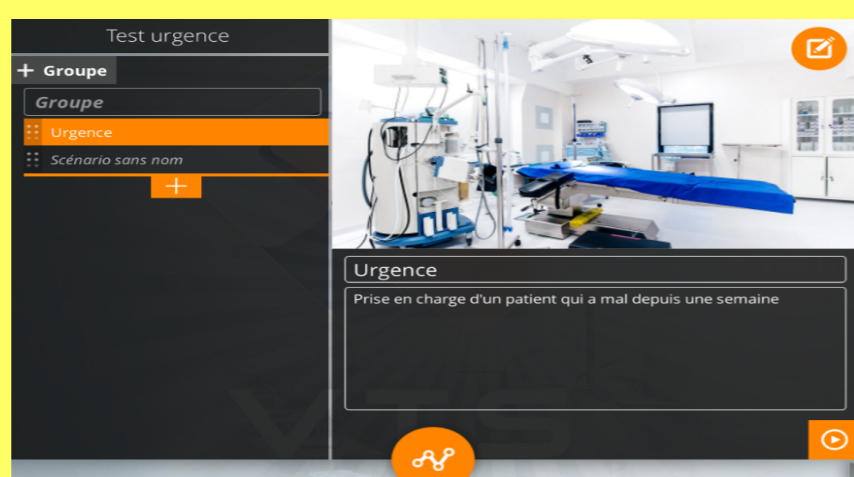 Test urgence
+ Groupe
Groupe
Urgence
Scénario sans nom
+
Urgence
Prise en charge d'un patient qui a mal depuis une semaine
VTS